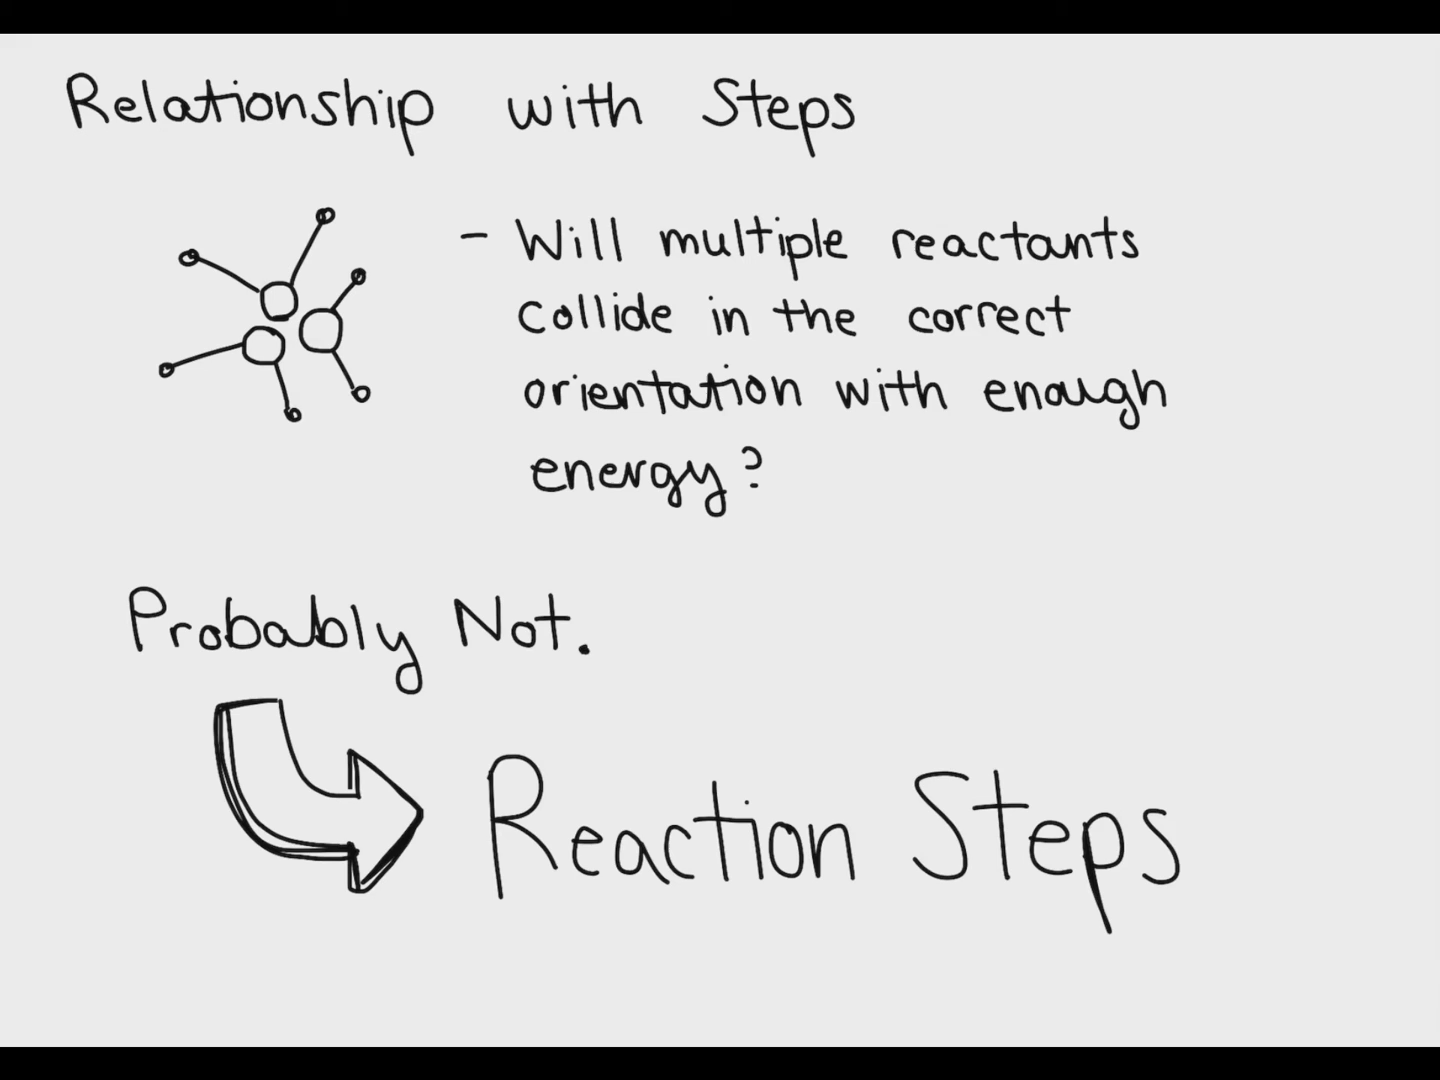 Relationship with Steps
- Will multiple reactants
collide in the correct
orientation with enough
energy?
Probably Not.
Reaction Steps